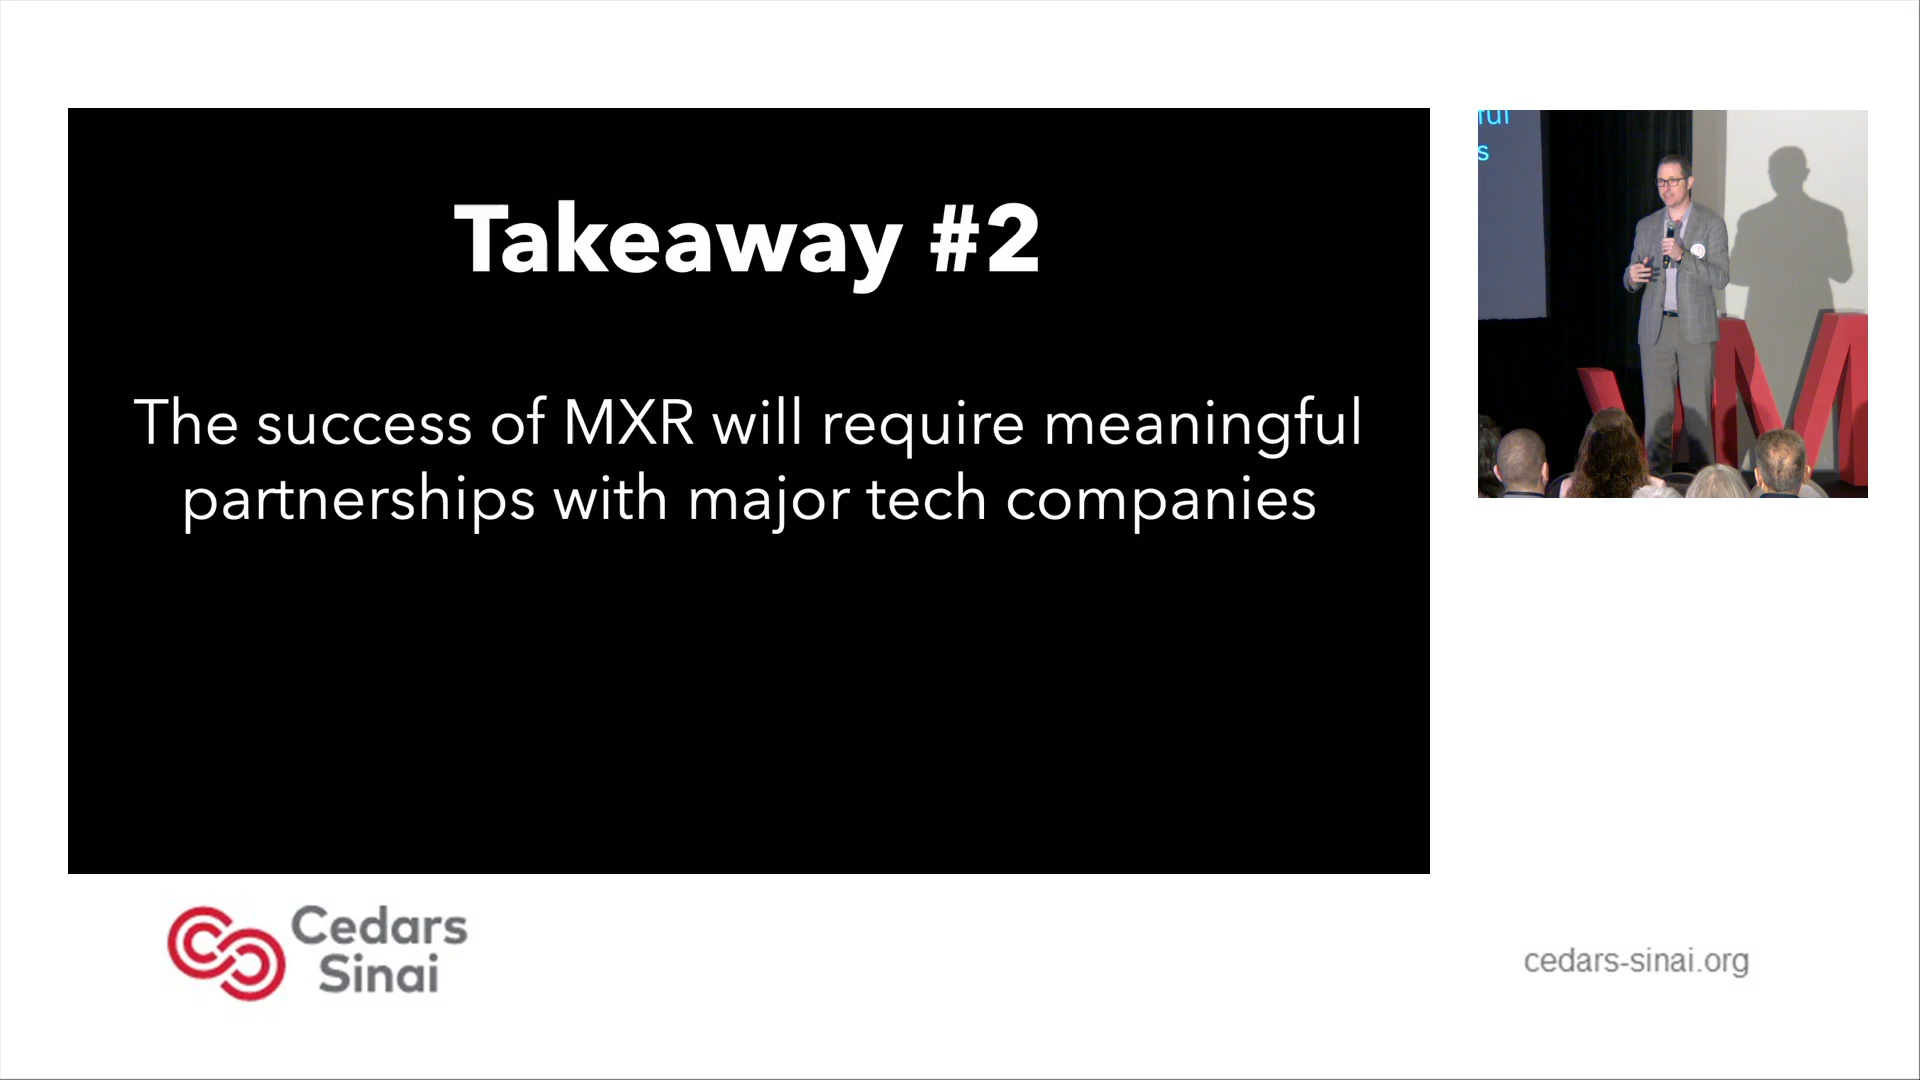 Takeaway #2
The success of MXR will require meaningful
partnerships with major tech companies
ful
s
M
Cedars
Sinai
cedars-sinai.org